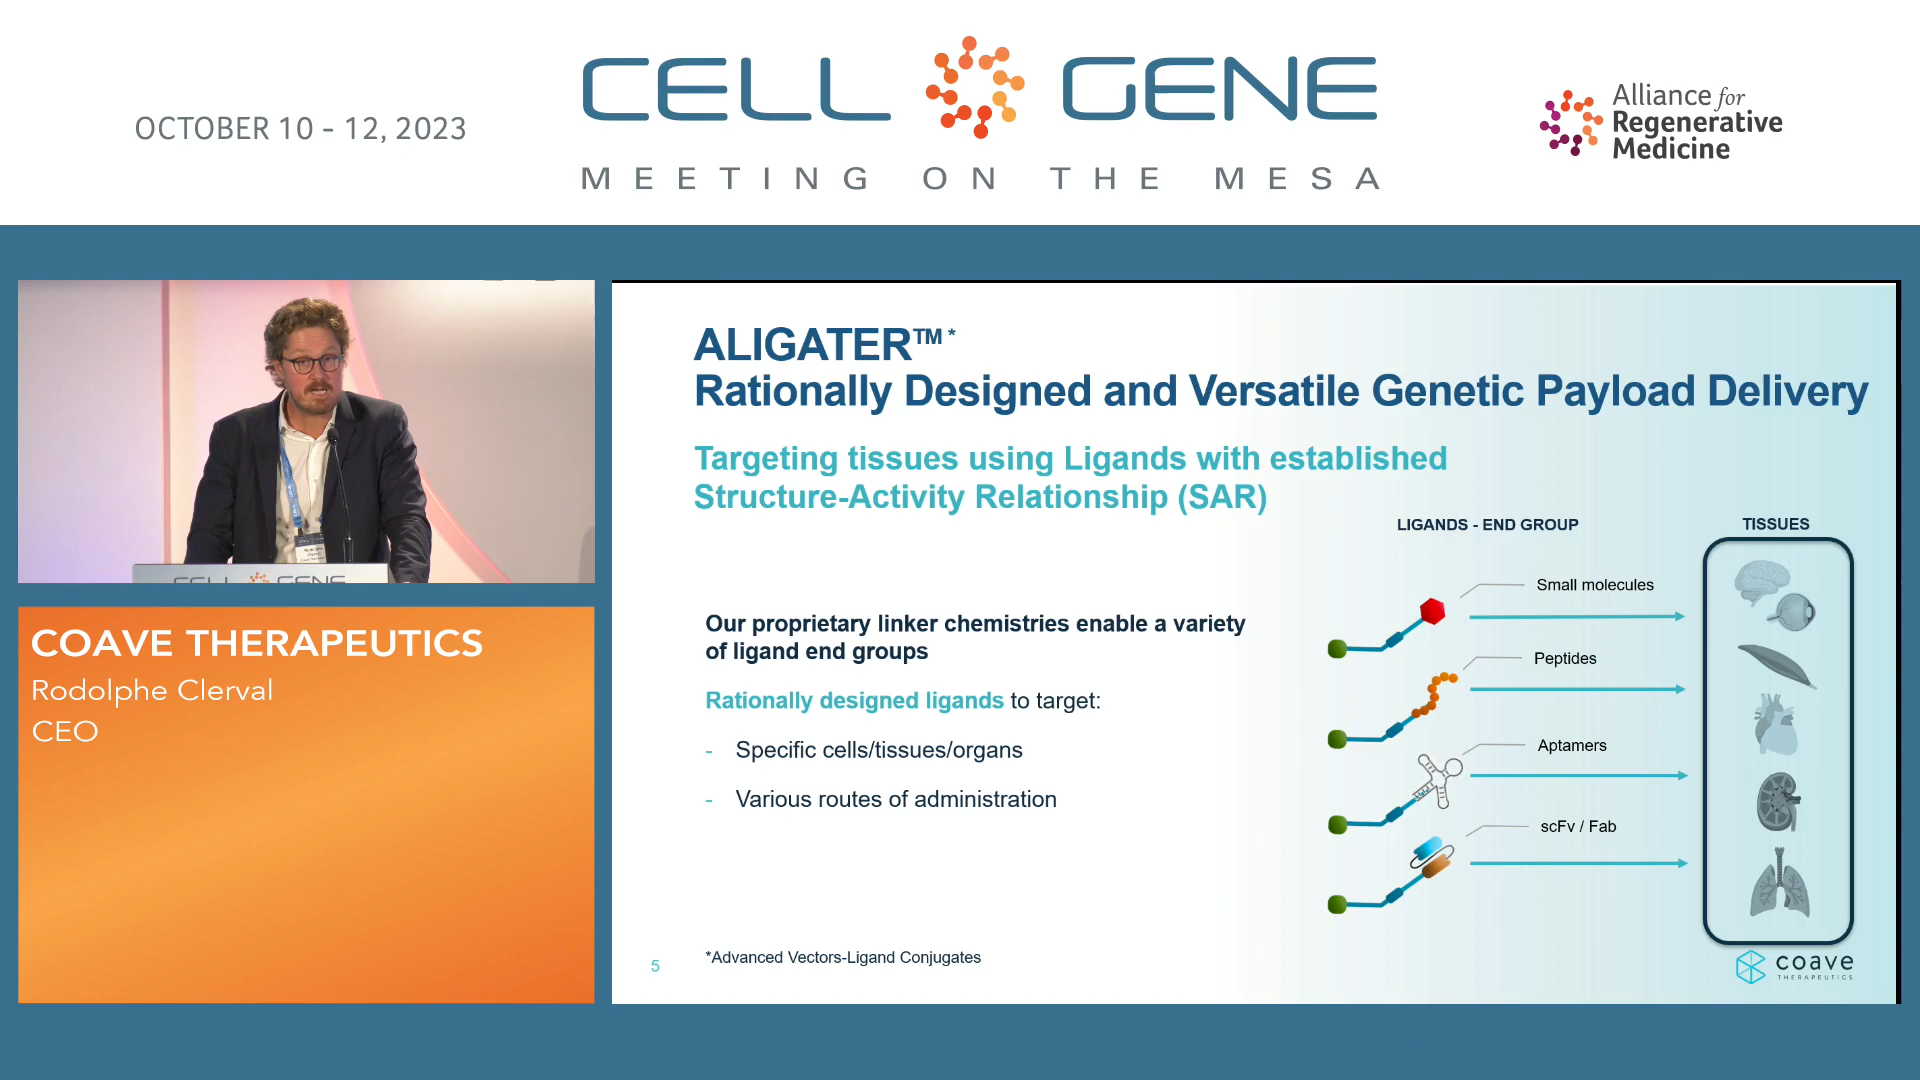 OCTOBER 10 - 12, 2023
CELL GENE
MEETING ON THE MESA
Alliance for
Regenerative
Medicine
CELL GENE
COAVE THERAPEUTICS
Rodolphe Clerval
CEO
ALIGATER™*
Rationally Designed and Versatile Genetic Payload Delivery
Targeting tissues using Ligands with established
Structure-Activity Relationship (SAR)
LIGANDS - END GROUP
TISSUES
Small molecules
Peptides
Aptamers
scFv / Fab
Our proprietary linker chemistries enable a variety
of ligand end groups
Rationally designed ligands to target:
- Specific cells/tissues/organs
- Various routes of administration
*Advanced Vectors-Ligand Conjugates
5
coave
THERAPEUTICS